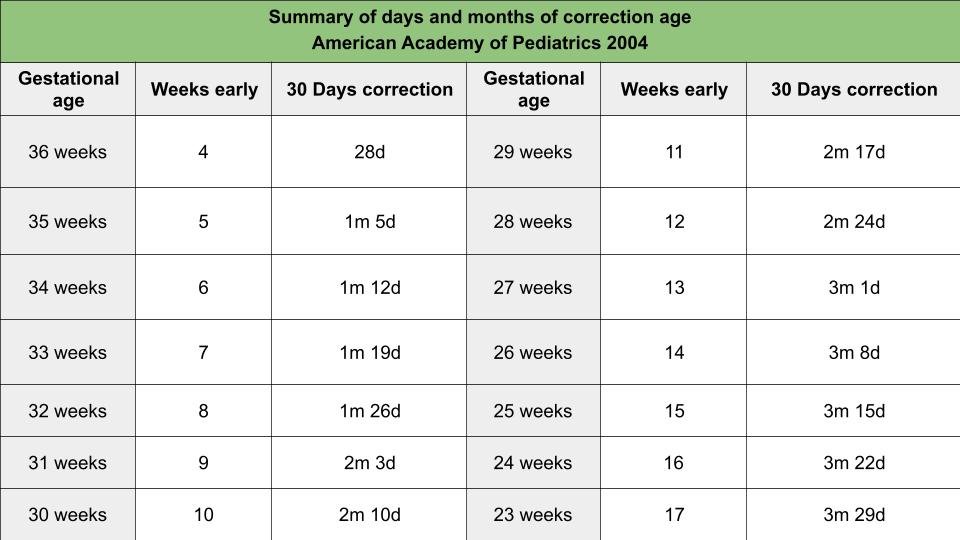 Summary of days and months of correction age
American Academy of Pediatrics 2004
Gestational age Weeks early 30 Days correction Gestational age Weeks early 30 Days correction
36 weeks 4 28d 29 weeks 11 2m 17d
35 weeks 5 1m 5d 28 weeks 12 2m 24d
34 weeks 6 1m 12d 27 weeks 13 3m 1d
33 weeks 7 1m 19d 26 weeks 14 3m 8d
32 weeks 8 1m 26d 25 weeks 15 3m 15d
31 weeks 9 2m 3d 24 weeks 16 3m 22d
30 weeks 10 2m 10d 23 weeks 17 3m 29d